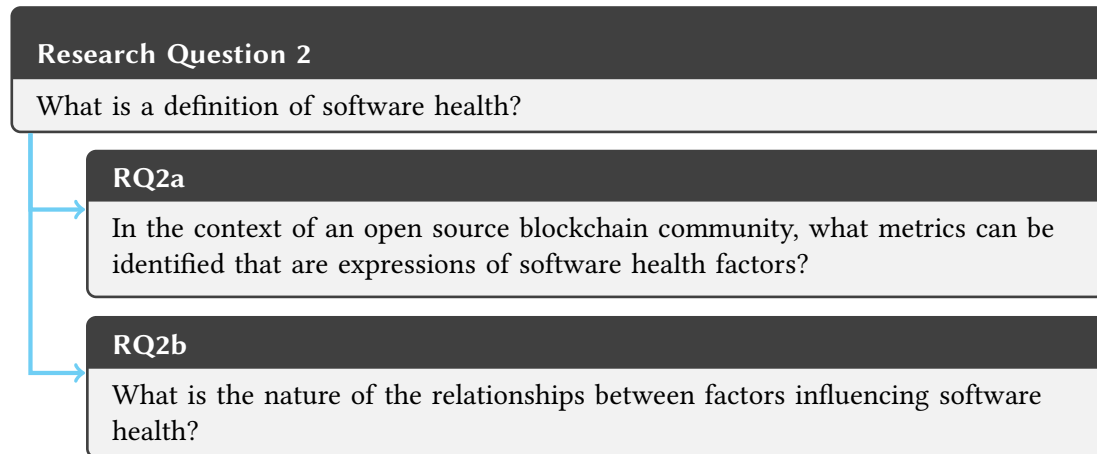 Research Question 2
What is a definition of software health?
RQ2a
In the context of an open source blockchain community, what metrics can be
identified that are expressions of software health factors?
RQ2b
What is the nature of the relationships between factors influencing software
health?